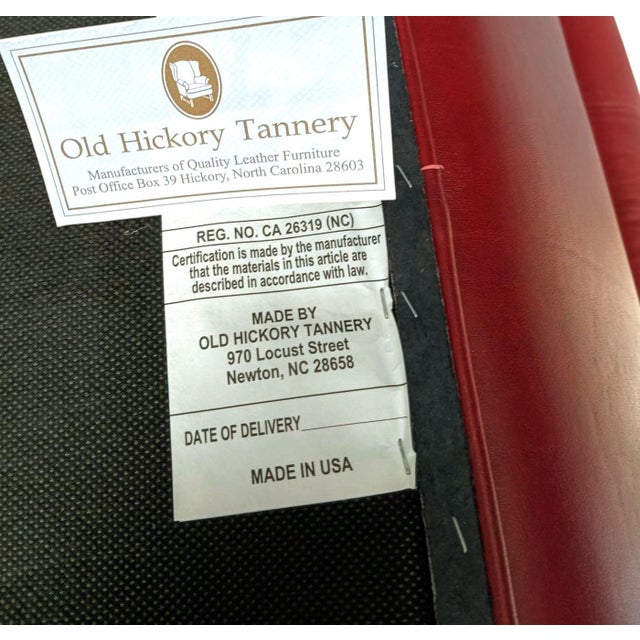 Old Hickory Tannery
Manufacturers of Quality Leather Furniture
Post Office Box 39 Hickory, North Carolina 28603
REG. NO. CA 26319 (NC)
Certification is made by the manufacturer
that the materials in this article are
described in accordance with law.
MADE BY
OLD HICKORY TANNERY
970 Locust Street
Newton, NC 28658
DATE OF DELIVERY
MADE IN USA